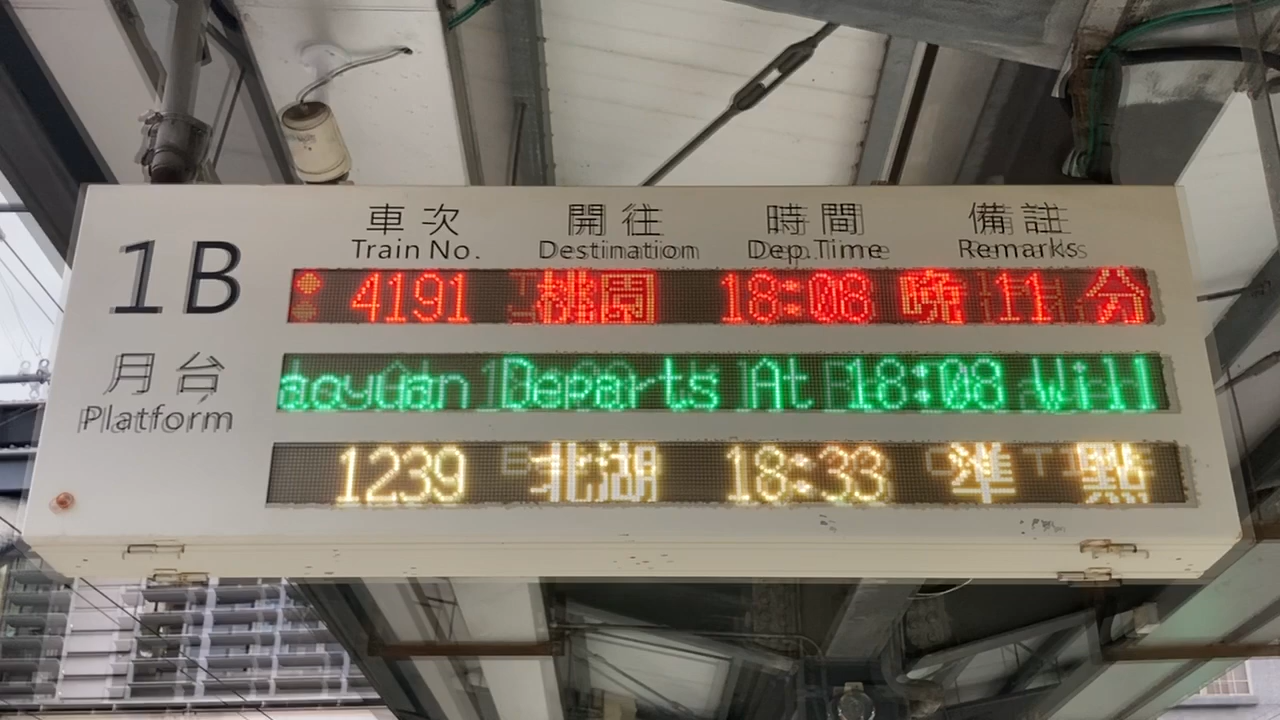 1B
月台
Platform
車次 開往 時間 備註
Train No. Destination Dep.Time Remarks
4191 桃園 18:08 晚 11 分
aoyuan Departs At 18:08 Will
1239 北湖 18:33 準 點